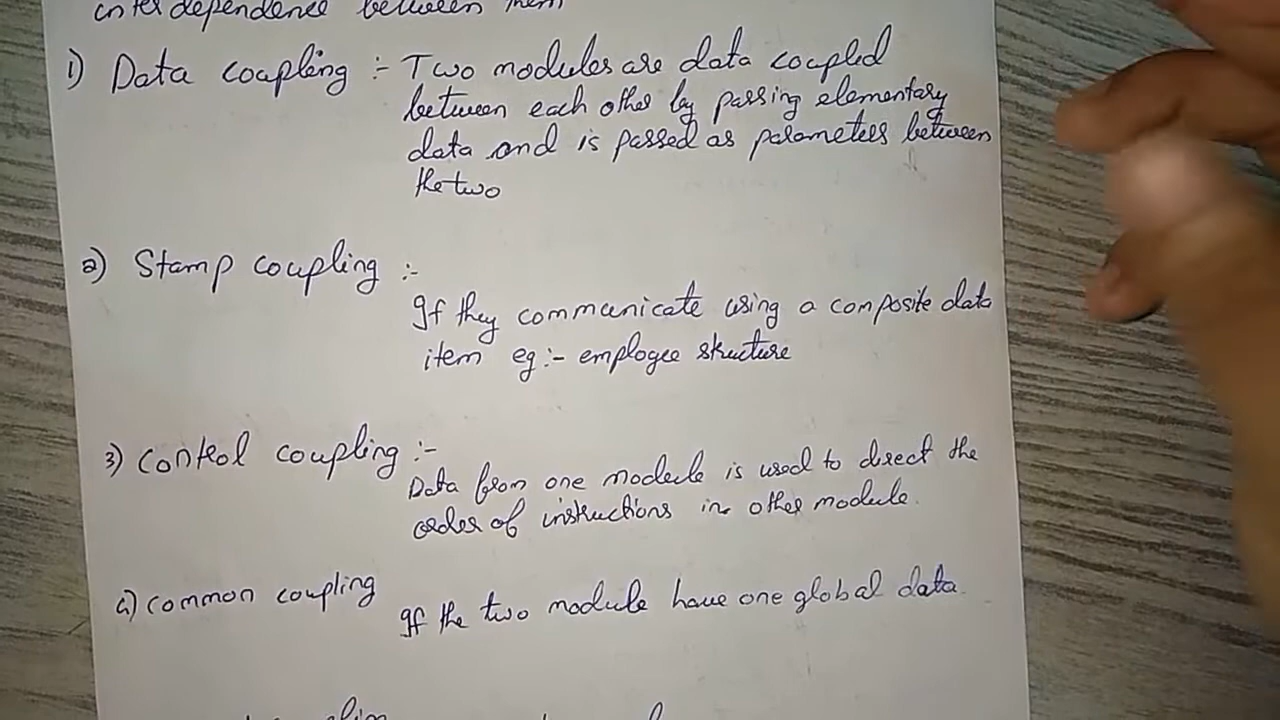 interdependence between them
1) Data coupling :- Two modules are data coupled
between each other by passing elementary
data and is passed as parameters between
the two
2) Stamp coupling :-
If they communicate using a composite data
item eg:- employee structure
3) Control coupling :-
Data from one module is used to direct the
order of instructions in other module.
4) common coupling
If the two module have one global data.